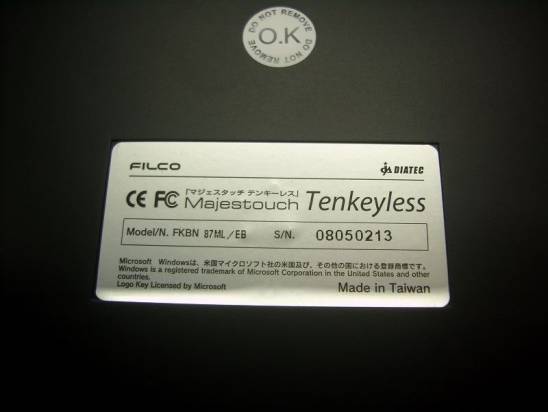 DO NOT REMOVE
O.K
DO NOT REMOVE
FILCO
DIATEC
CE FC 「マジェスタッチ テンキーレス」
Majestouch Tenkeyless
Model/N. FKBN 87ML/EB S/N. 08050213
Microsoft Windowsは、米国マイクロソフト社の米国及び、その他の国における登録商標です。
Windows is a registered trademark of Microsoft Corporation in the United States and other
countries.
Logo Key Licensed by Microsoft
Made in Taiwan